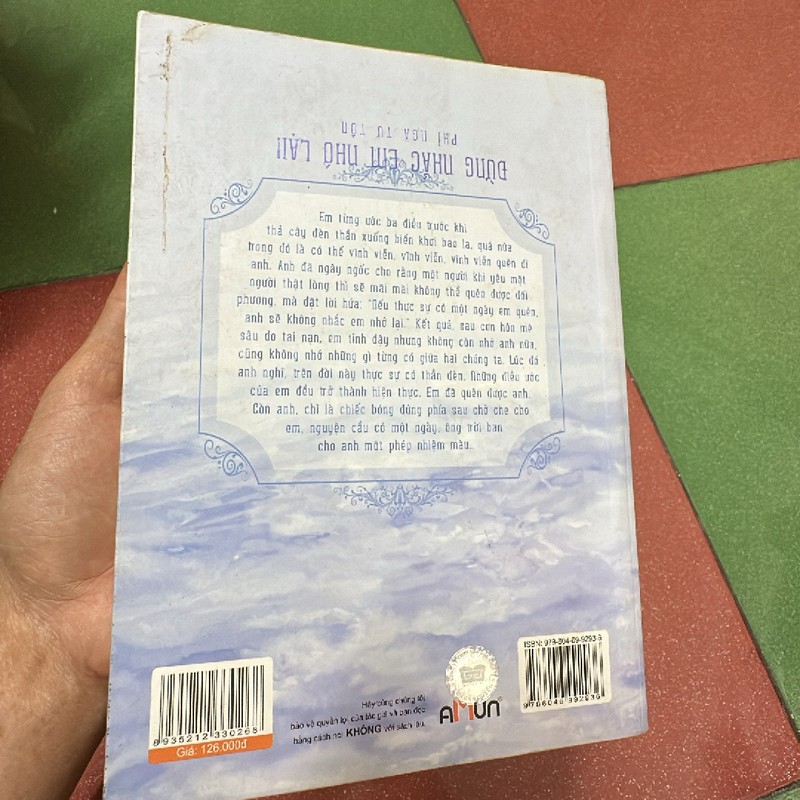 ĐỪNG NHẮC EM NHỚ LẠI!
PHỈ NGÃ TƯ TỒN
Em từng ước ba điều trước khi
thả cây đèn thần xuống biển khơi bao la, quá nửa
trong đó là có thể vĩnh viễn, vĩnh viễn, vĩnh viễn quên đi
anh. Anh đã ngây ngốc cho rằng một người khi yêu một
người thật lòng thì sẽ mãi mãi không thể quên được đối
phương, mà đặt lời hứa: "Nếu thực sự có một ngày em quên,
anh sẽ không nhắc em nhớ lại." Kết quả, sau cơn hôn mê
sâu do tai nạn, em tỉnh dậy nhưng không còn nhớ anh nữa,
cũng không nhớ những gì từng có giữa hai chúng ta. Lúc đó
anh nghĩ, trên đời này thực sự có thần đèn. Những điều ước
của em đều trở thành hiện thực. Em đã quên được anh.
Còn anh, chỉ là chiếc bóng đứng phía sau chở che cho
em, nguyện cầu có một ngày, ông trời ban
cho anh một phép nhiệm màu...
8935212330268
Giá: 126.000đ
Hãy cùng chúng tôi
bảo vệ quyền lợi của tác giả và bạn đọc
bằng cách nói KHÔNG với sách lậu.
AMUN
ISBN: 978-604-09-9293-6